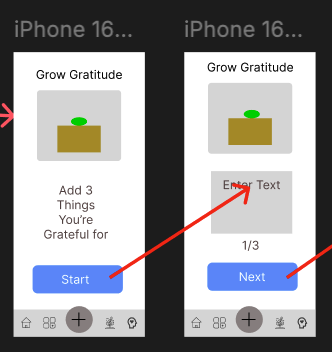 iPhone 16...
Grow Gratitude
Add 3
Things
You're
Grateful for
Start
iPhone 16...
Grow Gratitude
Enter Text
1/3
Next